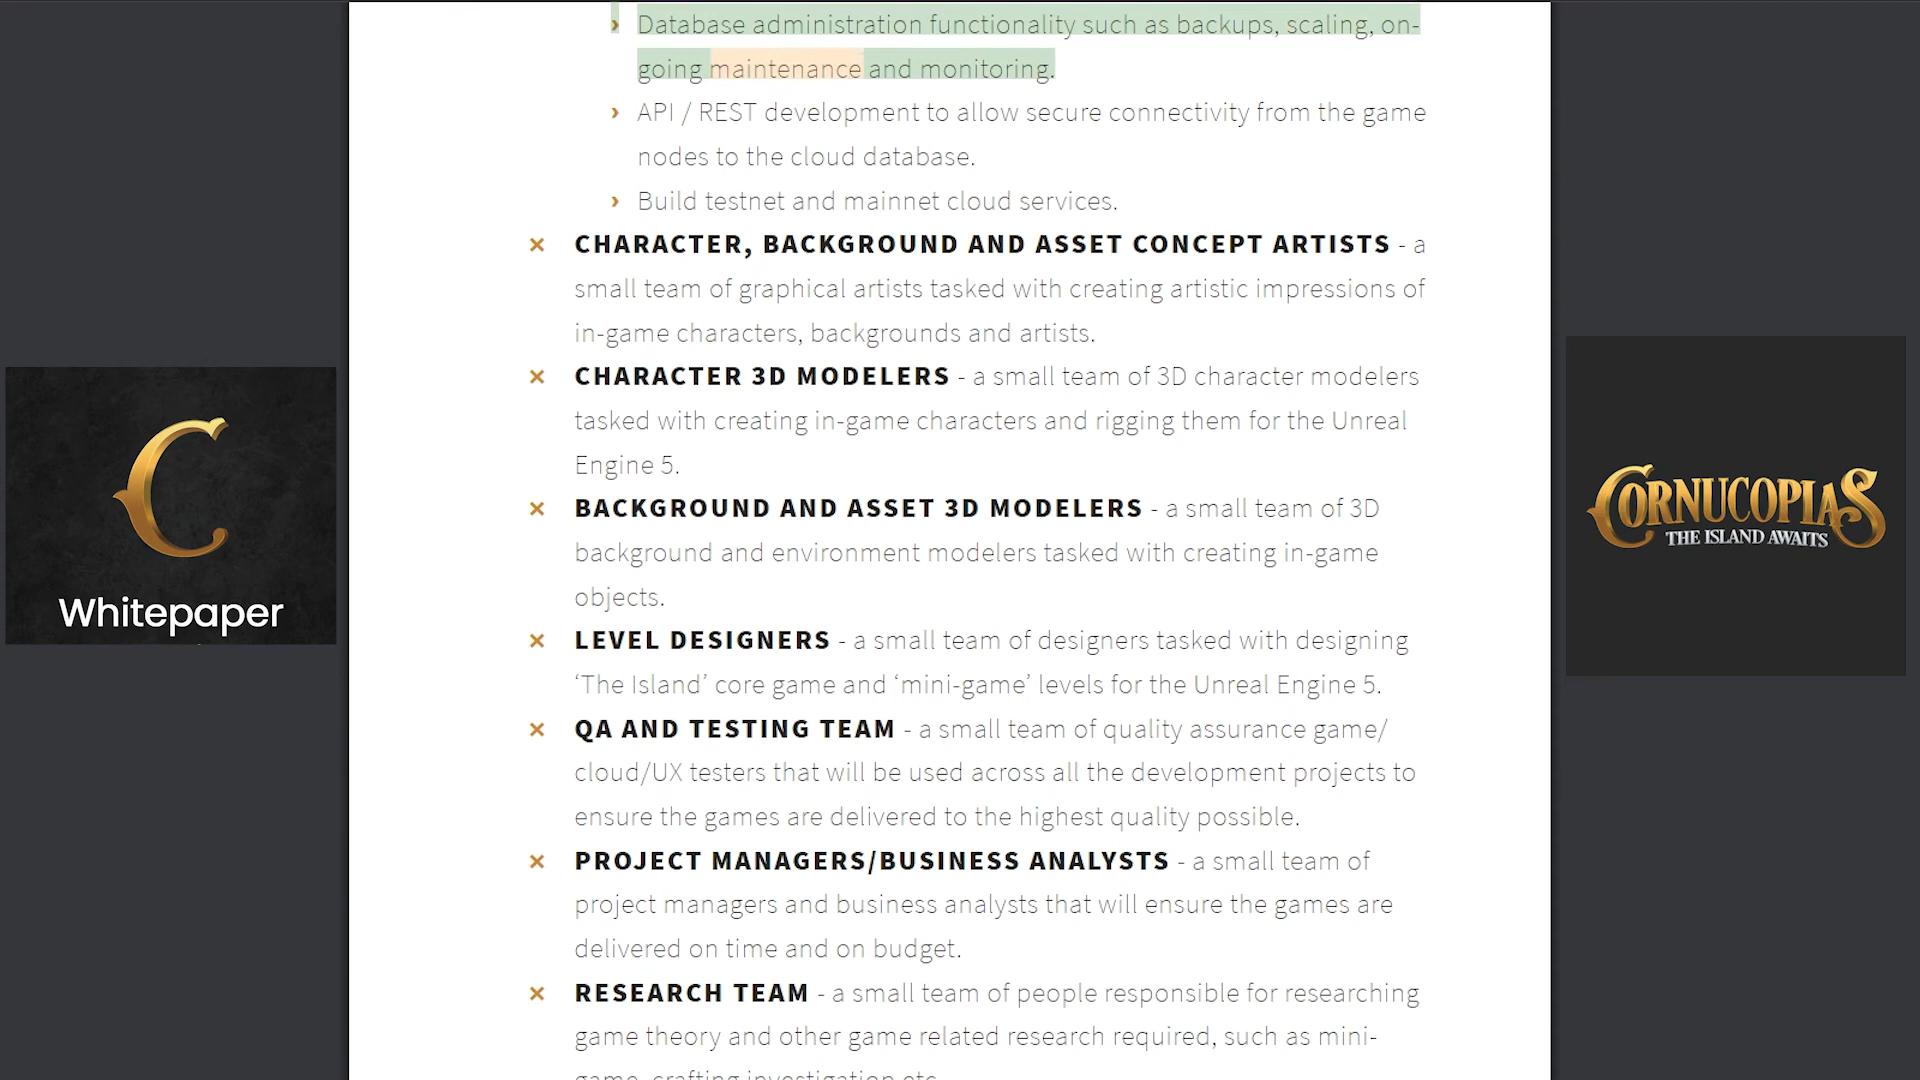 › Database administration functionality such as backups, scaling, on-
going maintenance and monitoring.
› API / REST development to allow secure connectivity from the game
nodes to the cloud database.
› Build testnet and mainnet cloud services.
× CHARACTER, BACKGROUND AND ASSET CONCEPT ARTISTS - a
small team of graphical artists tasked with creating artistic impressions of
in-game characters, backgrounds and artists.
× CHARACTER 3D MODELERS - a small team of 3D character modelers
tasked with creating in-game characters and rigging them for the Unreal
Engine 5.
× BACKGROUND AND ASSET 3D MODELERS - a small team of 3D
background and environment modelers tasked with creating in-game
objects.
× LEVEL DESIGNERS - a small team of designers tasked with designing
‘The Island’ core game and ‘mini-game’ levels for the Unreal Engine 5.
× QA AND TESTING TEAM - a small team of quality assurance game/
cloud/UX testers that will be used across all the development projects to
ensure the games are delivered to the highest quality possible.
× PROJECT MANAGERS/BUSINESS ANALYSTS - a small team of
project managers and business analysts that will ensure the games are
delivered on time and on budget.
× RESEARCH TEAM - a small team of people responsible for researching
game theory and other game related research required, such as mini-
game, crafting investigation etc.
C
Whitepaper
CORNUCOPIAS
THE ISLAND AWAITS